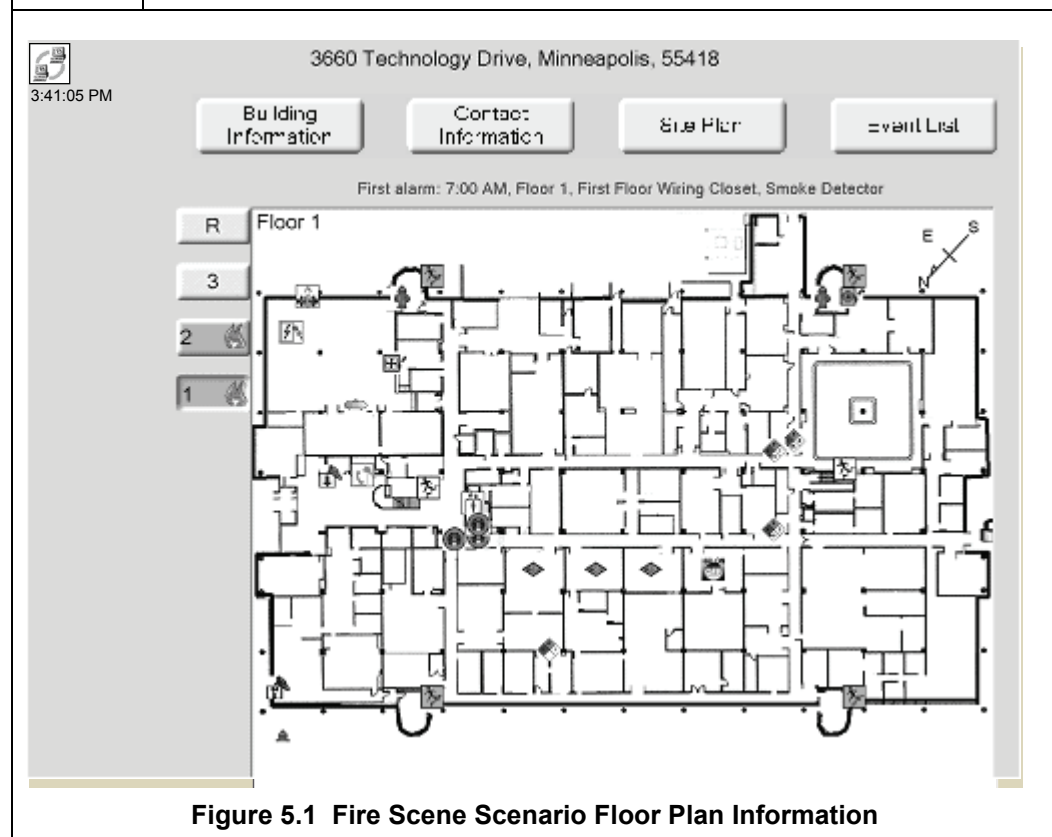 3660 Technology Drive, Minneapolis, 55418
3:41:05 PM
Building
Information
Contact
Information
Site Plan
Event List
First alarm: 7:00 AM, Floor 1, First Floor Wiring Closet, Smoke Detector
R
Floor 1
E
S
N
3
2
1
Figure 5.1 Fire Scene Scenario Floor Plan Information